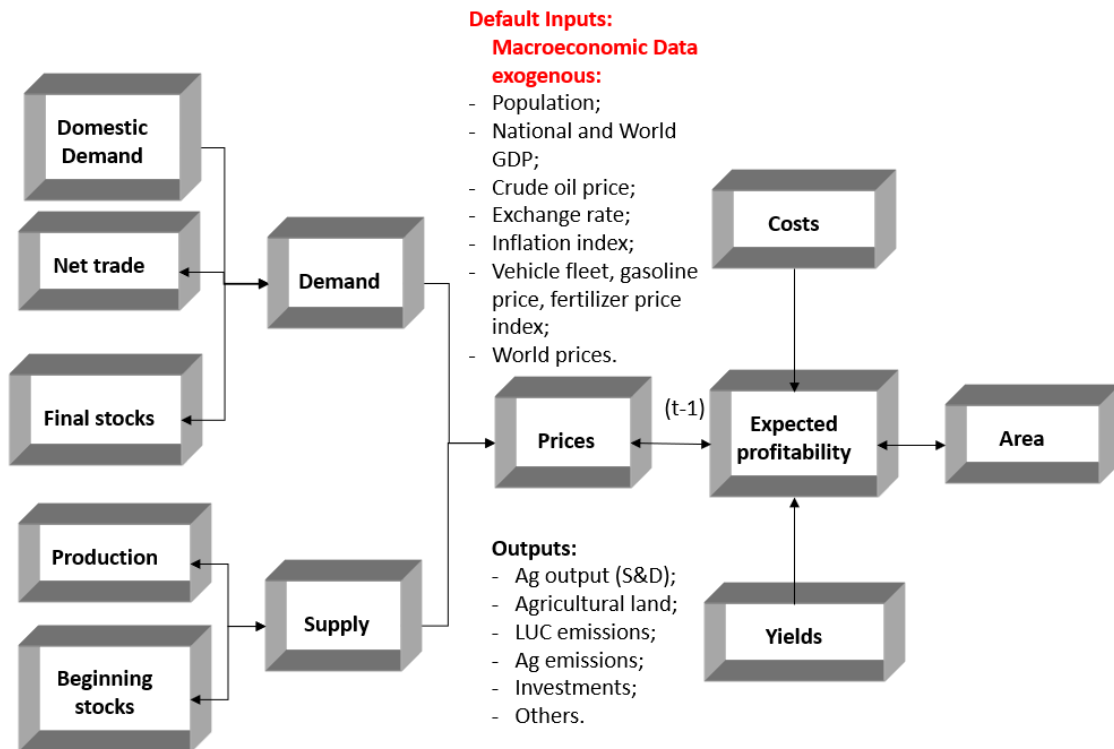 Default Inputs:
Macroeconomic Data
exogenous:
- Population;
- National and World
GDP;
- Crude oil price;
- Exchange rate;
- Inflation index;
- Vehicle fleet, gasoline
price, fertilizer price
index;
- World prices.
Domestic
Demand
Net trade
Final stocks
Demand
Production
Beginning
stocks
Supply
Prices
(t-1)
Costs
Expected
profitability
Area
Yields
Outputs:
- Ag output (S&D);
- Agricultural land;
- LUC emissions;
- Ag emissions;
- Investments;
- Others.